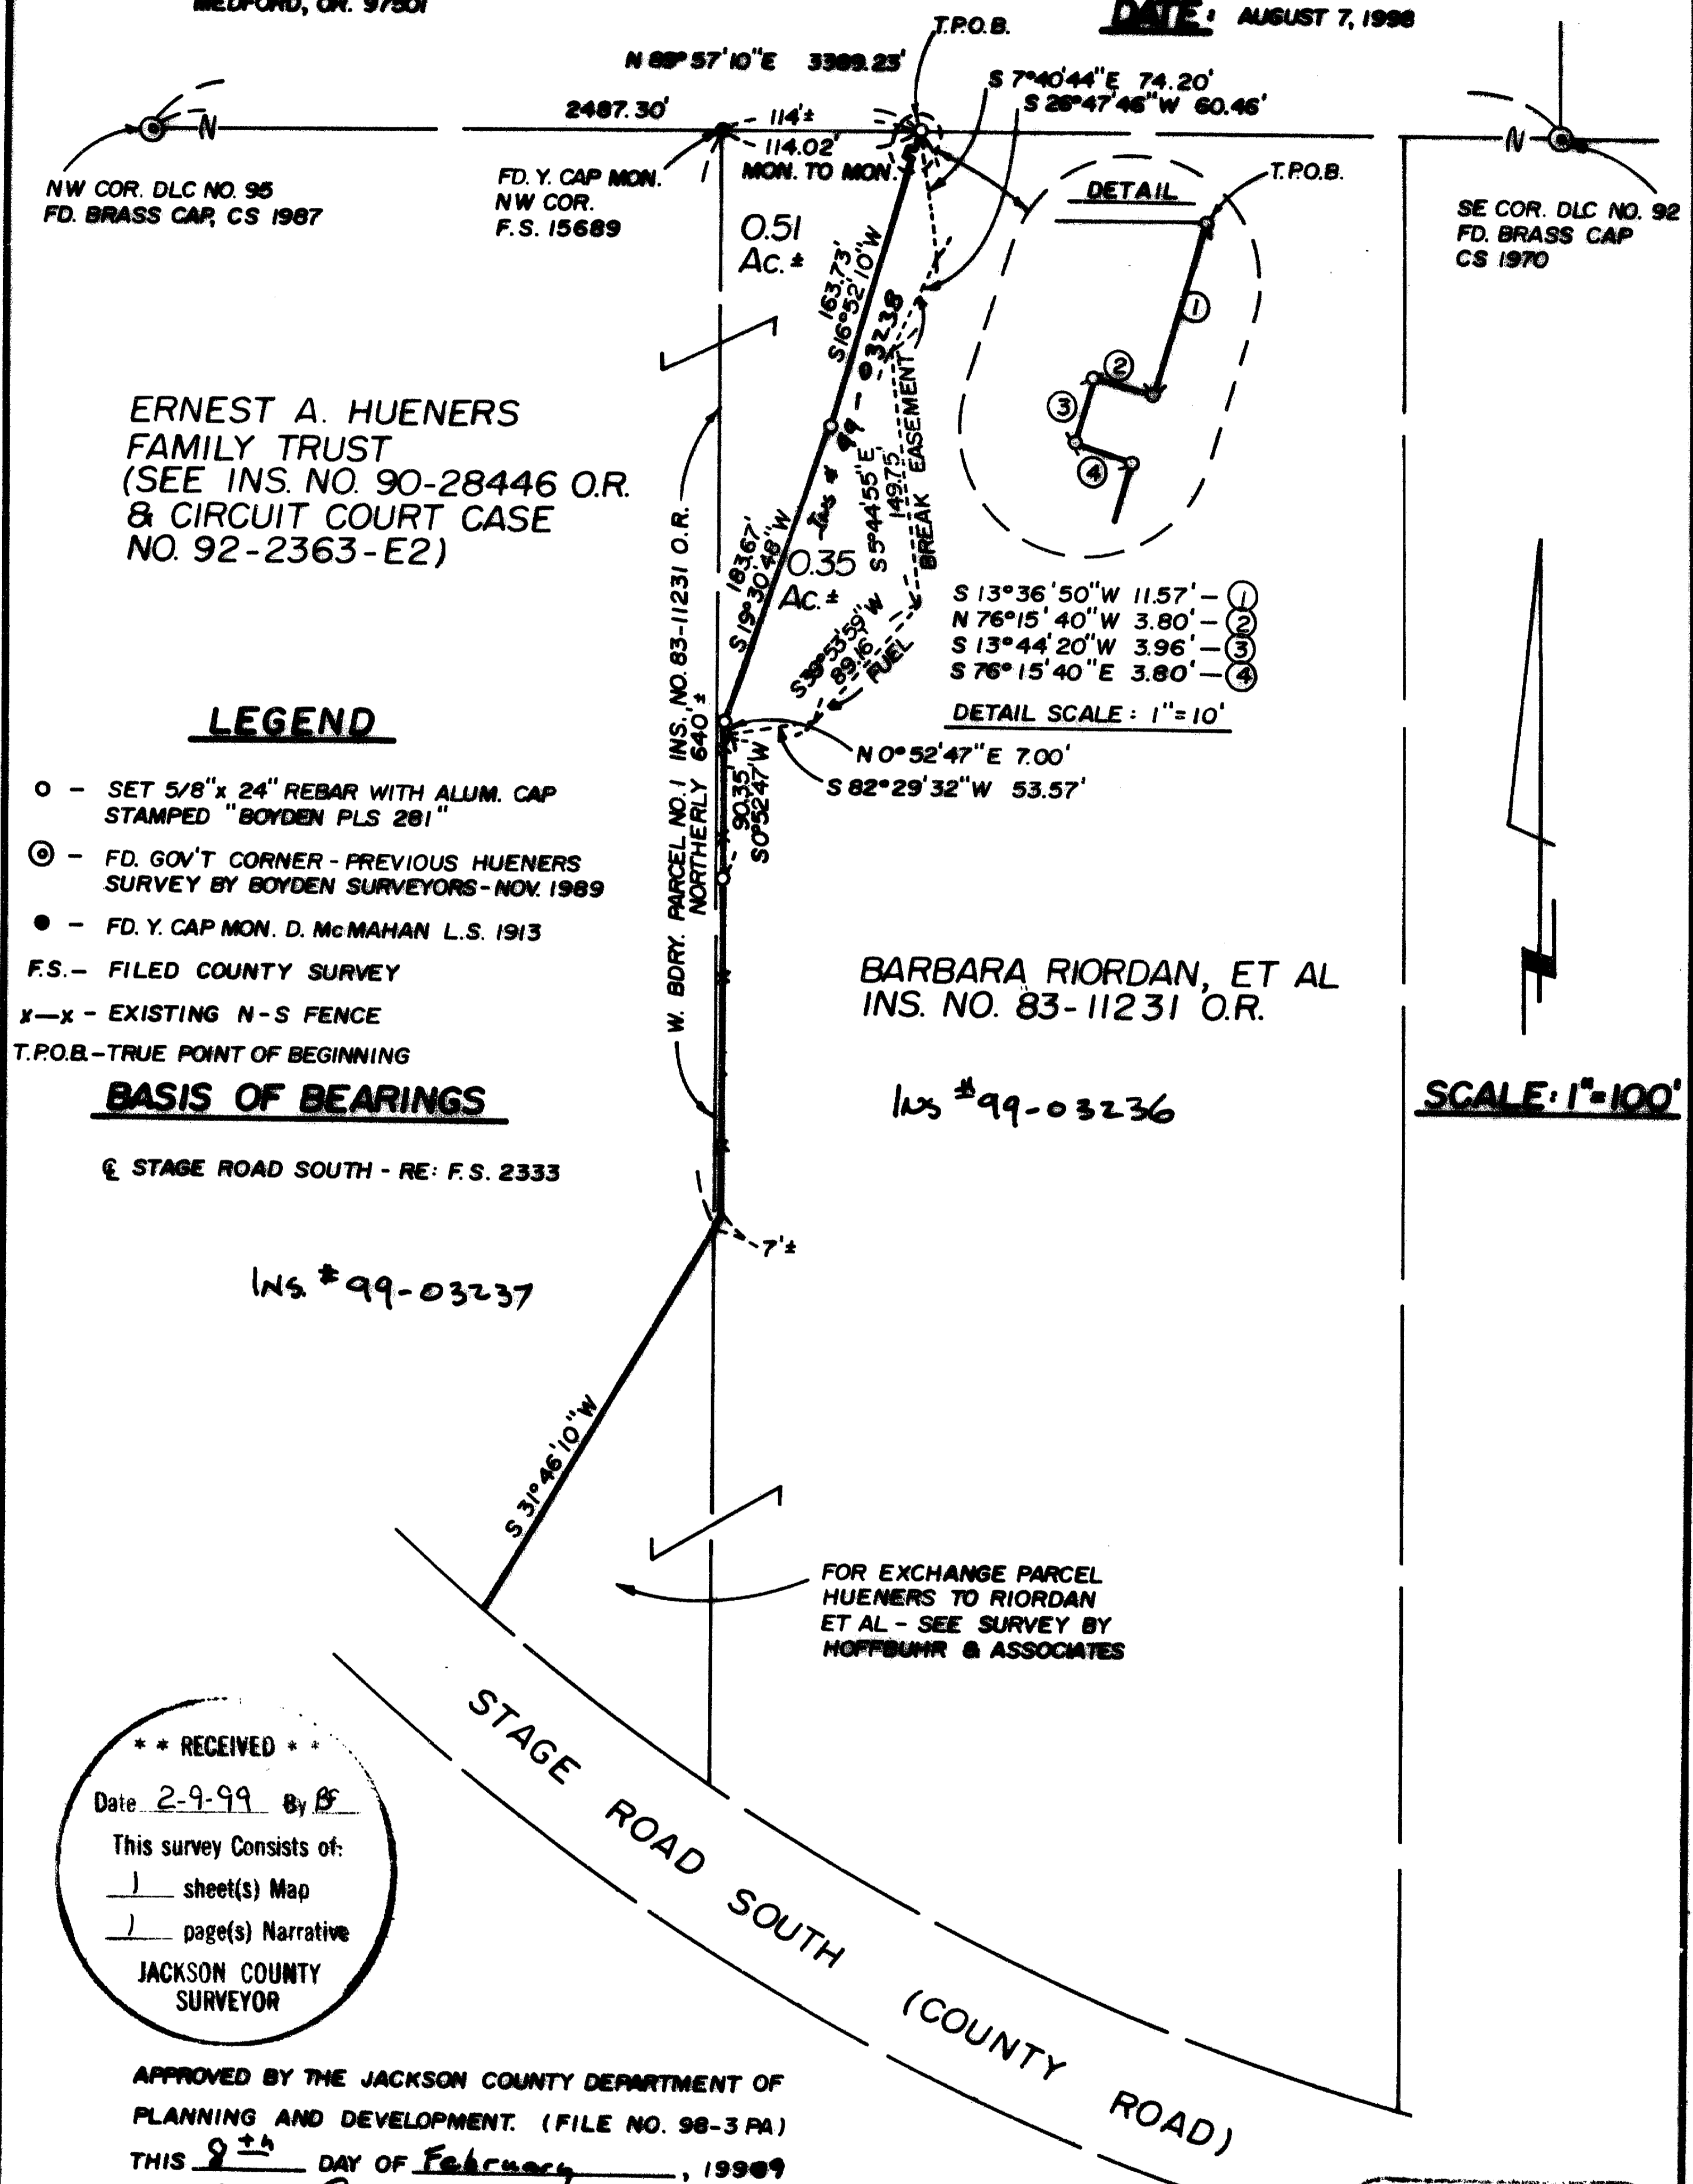 MEDFORD, OR. 97501
DATE: AUGUST 7, 1998
T.P.O.B.
N 89°57'10"E 3389.23'
S 7°40'44"E 74.20'
S 26°47'46"W 60.46'
2487.30'
114'±
114.02'
MON. TO MON.
N
N
NW COR. DLC NO. 95
FD. BRASS CAP, CS 1987
FD. Y. CAP MON.
NW COR.
F.S. 15689
0.51
Ac. ±
DETAIL
T.P.O.B.
SE COR. DLC NO. 92
FD. BRASS CAP
CS 1970
163.73'
S16°52'10"W
1
2
3
4
ERNEST A. HUENERS
FAMILY TRUST
(SEE INS. NO. 90-28446 O.R.
& CIRCUIT COURT CASE
NO. 92-2363-E2)
Ins # 99-03238
S5°44'55"E
149.75'
BREAK EASEMENT
FUEL
183.67'
S19°30'48"W
0.35
Ac. ±
S39°53'59"W
89.16'
S 13°36'50"W 11.57' - 1
N 76°15'40"W 3.80' - 2
S 13°44'20"W 3.96' - 3
S 76°15'40"E 3.80' - 4
DETAIL SCALE: 1"=10'
W. BDRY. PARCEL NO. 1 INS. NO. 83-11231 O.R.
NORTHERLY 640'±
N 0°52'47"E 7.00'
S 82°29'32"W 53.57'
90.35'
S0°52'47"W
LEGEND
O - SET 5/8"x 24" REBAR WITH ALUM. CAP
STAMPED "BOYDEN PLS 281"
- FD. GOV'T CORNER - PREVIOUS HUENERS
SURVEY BY BOYDEN SURVEYORS - NOV. 1989
● - FD. Y. CAP MON. D. McMAHAN L.S. 1913
F.S. - FILED COUNTY SURVEY
x—x - EXISTING N-S FENCE
T.P.O.B. - TRUE POINT OF BEGINNING
BASIS OF BEARINGS
℄ STAGE ROAD SOUTH - RE: F.S. 2333
BARBARA RIORDAN, ET AL
INS. NO. 83-11231 O.R.
Ins #99-03236
SCALE: 1"=100'
7'±
INS. # 99-03237
S 31°46'10"W
FOR EXCHANGE PARCEL
HUENERS TO RIORDAN
ET AL - SEE SURVEY BY
HOFFBUHR & ASSOCIATES
STAGE ROAD SOUTH (COUNTY ROAD)
* * RECEIVED * *
Date 2-9-99 By BF
This survey Consists of:
1 sheet(s) Map
1 page(s) Narrative
JACKSON COUNTY
SURVEYOR
APPROVED BY THE JACKSON COUNTY DEPARTMENT OF
PLANNING AND DEVELOPMENT. (FILE NO. 98-3 PA)
THIS 8th DAY OF February, 1999